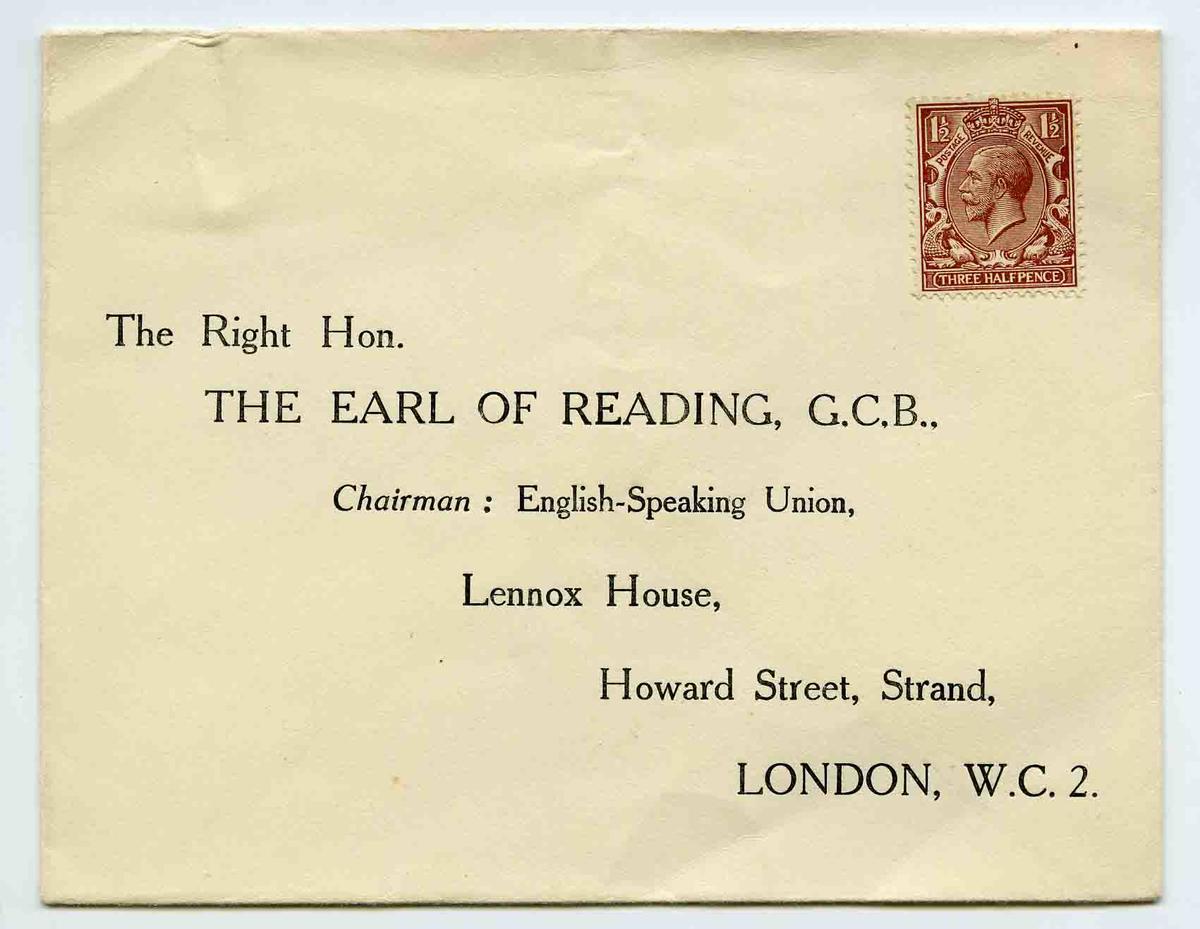 1½ 1½
POSTAGE REVENUE
THREE HALFPENCE
The Right Hon.
THE EARL OF READING, G.C.B.,
Chairman : English-Speaking Union,
Lennox House,
Howard Street, Strand,
LONDON, W.C. 2.